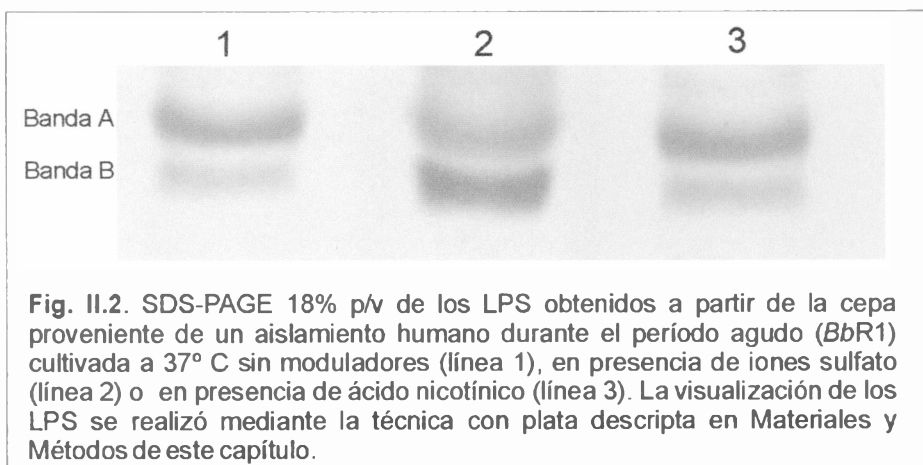 1 2 3
Banda A
Banda B
Fig. II.2. SDS-PAGE 18% p/v de los LPS obtenidos a partir de la cepa
proveniente de un aislamiento humano durante el período agudo (BbR1)
cultivada a 37º C sin moduladores (línea 1), en presencia de iones sulfato
(línea 2) o en presencia de ácido nicotínico (línea 3). La visualización de los
LPS se realizó mediante la técnica con plata descripta en Materiales y
Métodos de este capítulo.